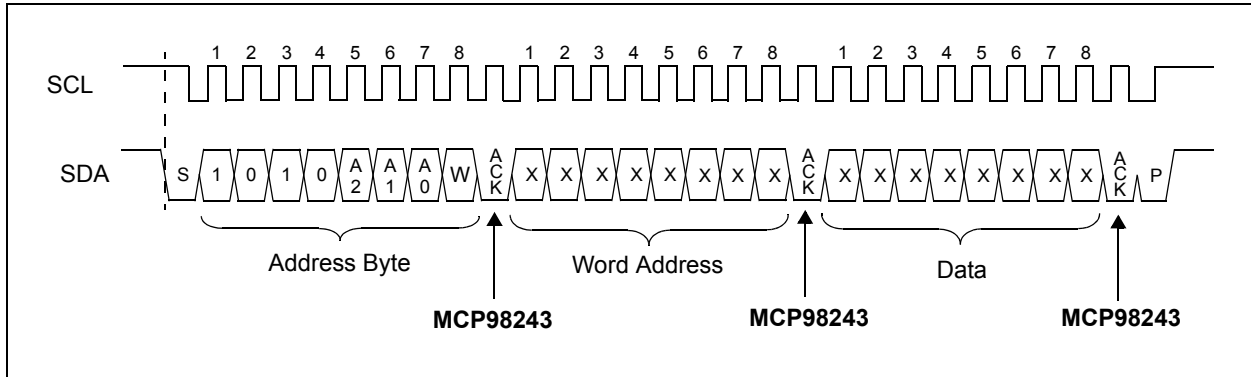 1 2 3 4 5 6 7 8 1 2 3 4 5 6 7 8 1 2 3 4 5 6 7 8
SCL
SDA S 1 0 1 0 A2 A1 A0 W ACK X X X X X X X X ACK X X X X X X X X ACK P
Address Byte Word Address Data
MCP98243 MCP98243 MCP98243